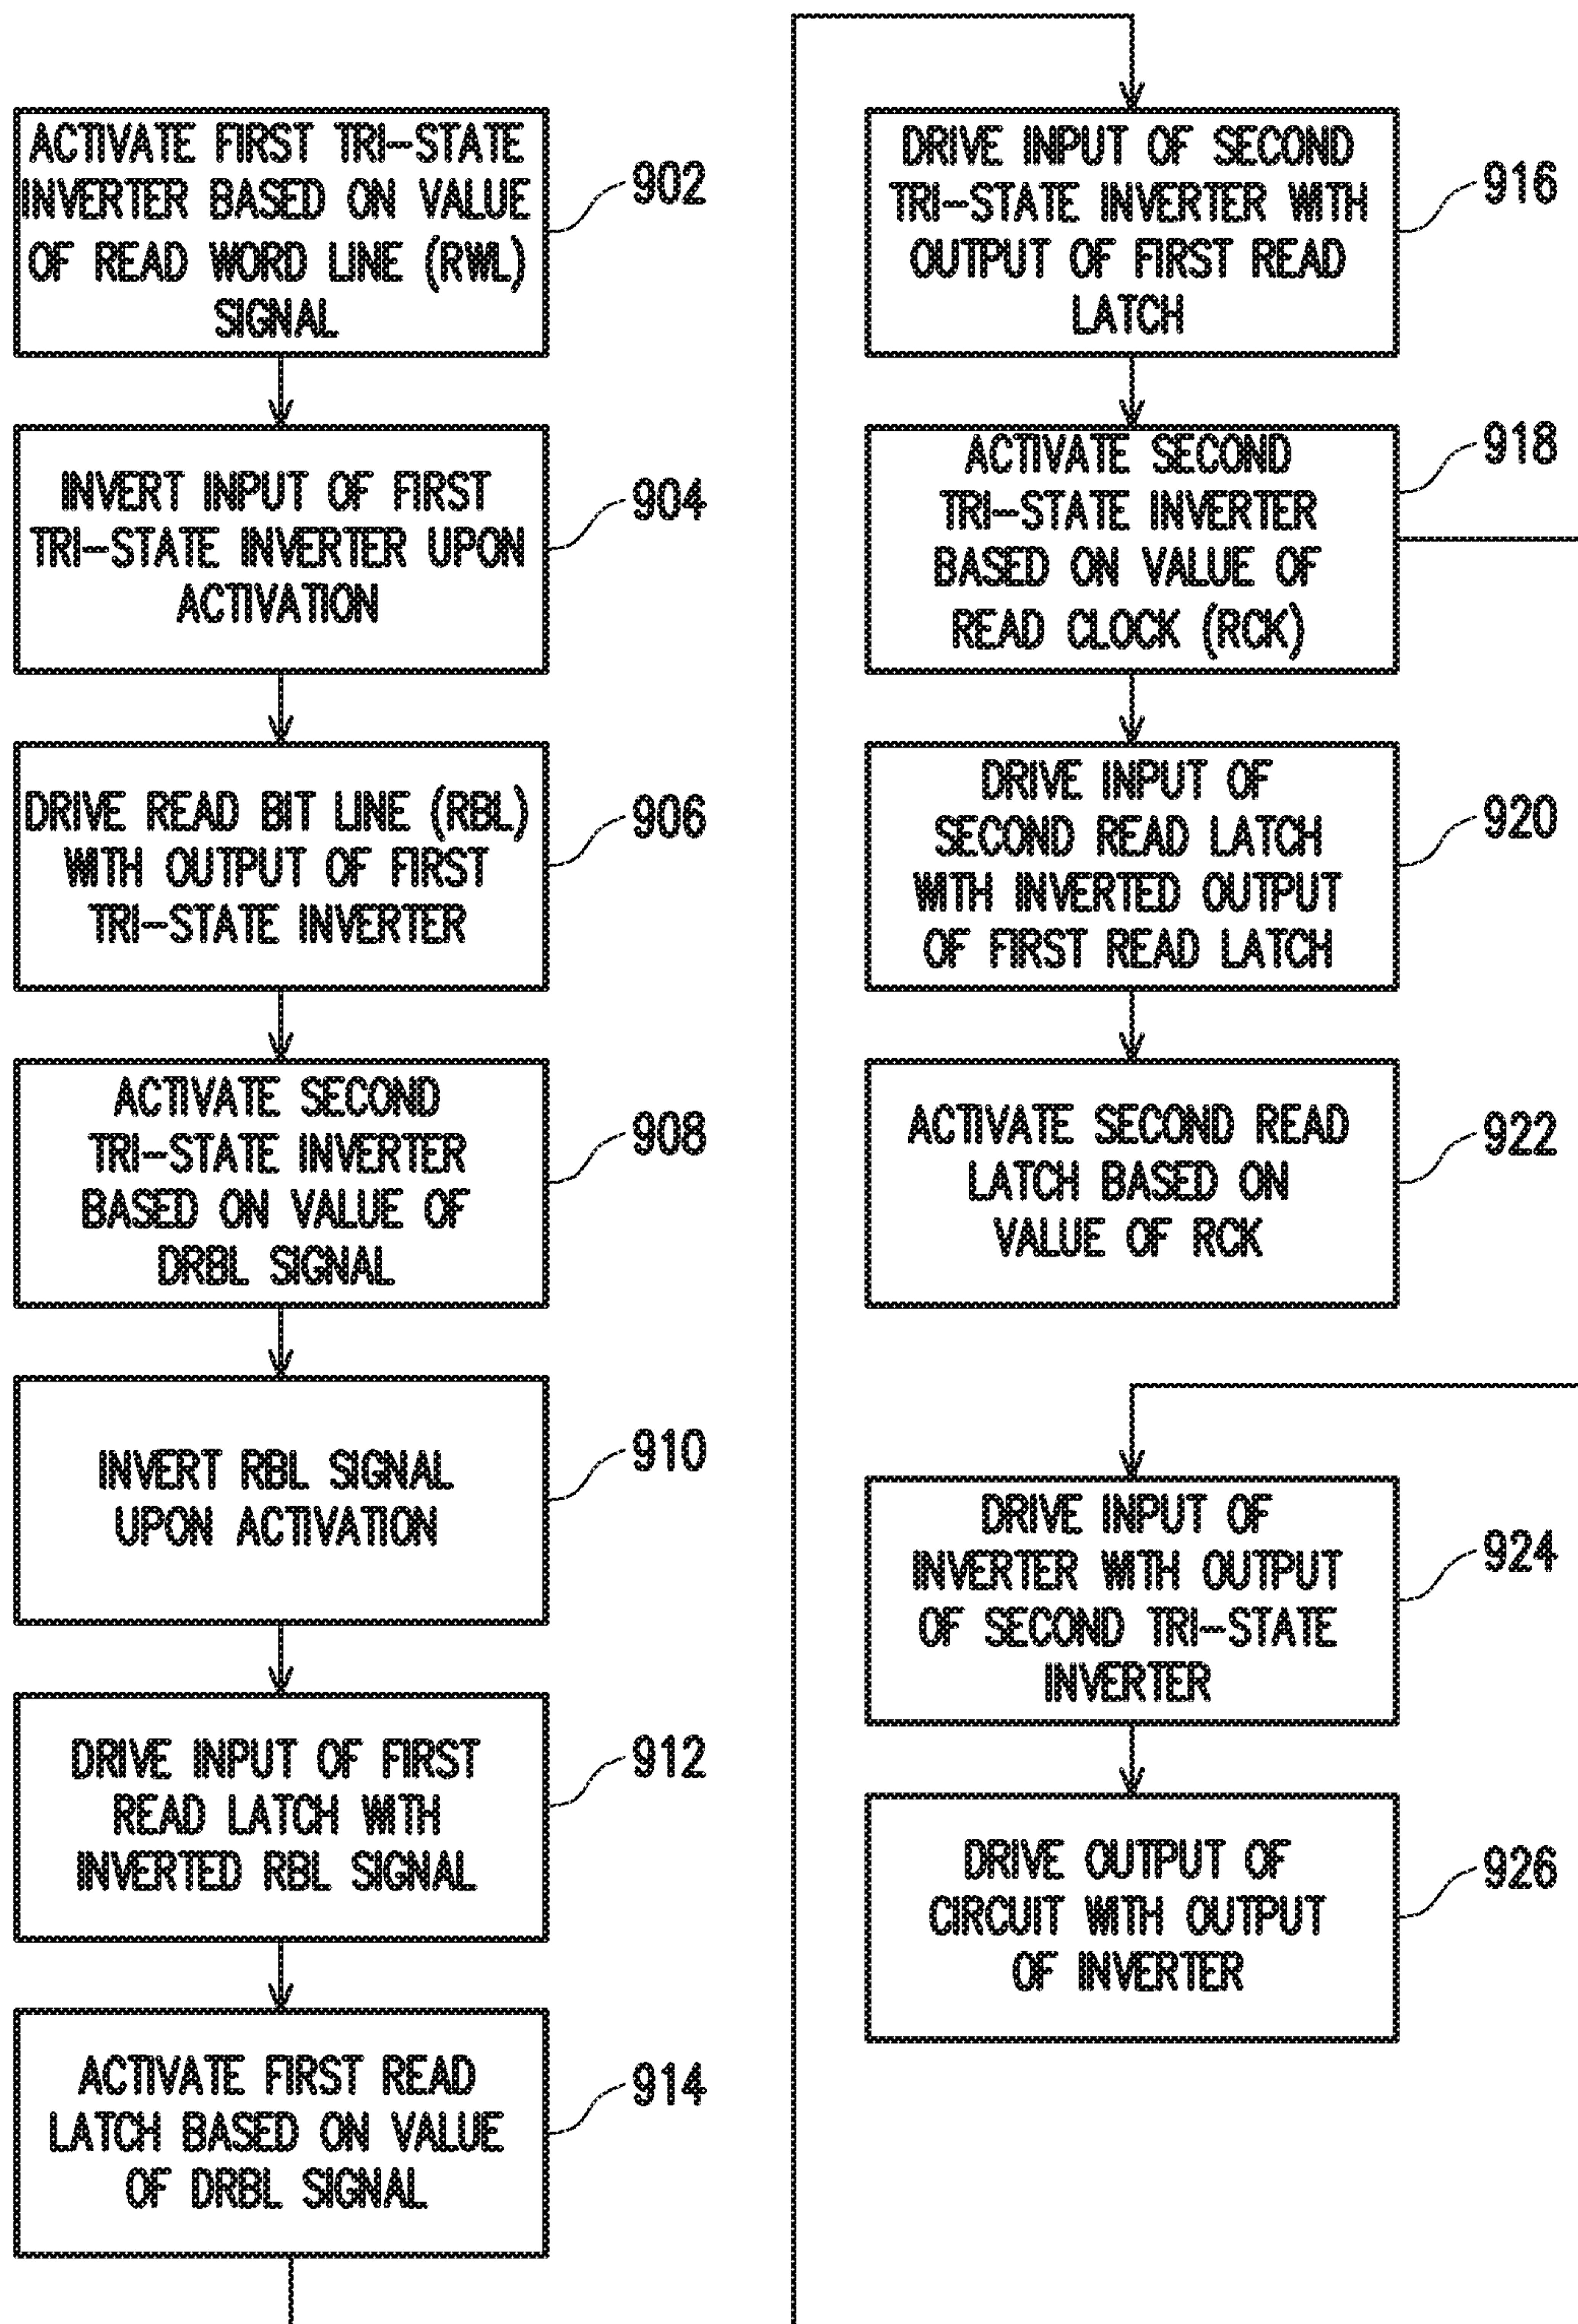 ACTIVATE FIRST TRI-STATE
INVERTER BASED ON VALUE
OF READ WORD LINE (RWL)
SIGNAL
902
INVERT INPUT OF FIRST
TRI-STATE INVERTER UPON
ACTIVATION
904
DRIVE READ BIT LINE (RBL)
WITH OUTPUT OF FIRST
TRI-STATE INVERTER
906
ACTIVATE SECOND
TRI-STATE INVERTER
BASED ON VALUE OF
DRBL SIGNAL
908
INVERT RBL SIGNAL
UPON ACTIVATION
910
DRIVE INPUT OF FIRST
READ LATCH WITH
INVERTED RBL SIGNAL
912
ACTIVATE FIRST READ
LATCH BASED ON VALUE
OF DRBL SIGNAL
914
DRIVE INPUT OF SECOND
TRI-STATE INVERTER WITH
OUTPUT OF FIRST READ
LATCH
916
ACTIVATE SECOND
TRI-STATE INVERTER
BASED ON VALUE OF
READ CLOCK (RCK)
918
DRIVE INPUT OF
SECOND READ LATCH
WITH INVERTED OUTPUT
OF FIRST READ LATCH
920
ACTIVATE SECOND READ
LATCH BASED ON
VALUE OF RCK
922
DRIVE INPUT OF
INVERTER WITH OUTPUT
OF SECOND TRI-STATE
INVERTER
924
DRIVE OUTPUT OF
CIRCUIT WITH OUTPUT
OF INVERTER
926